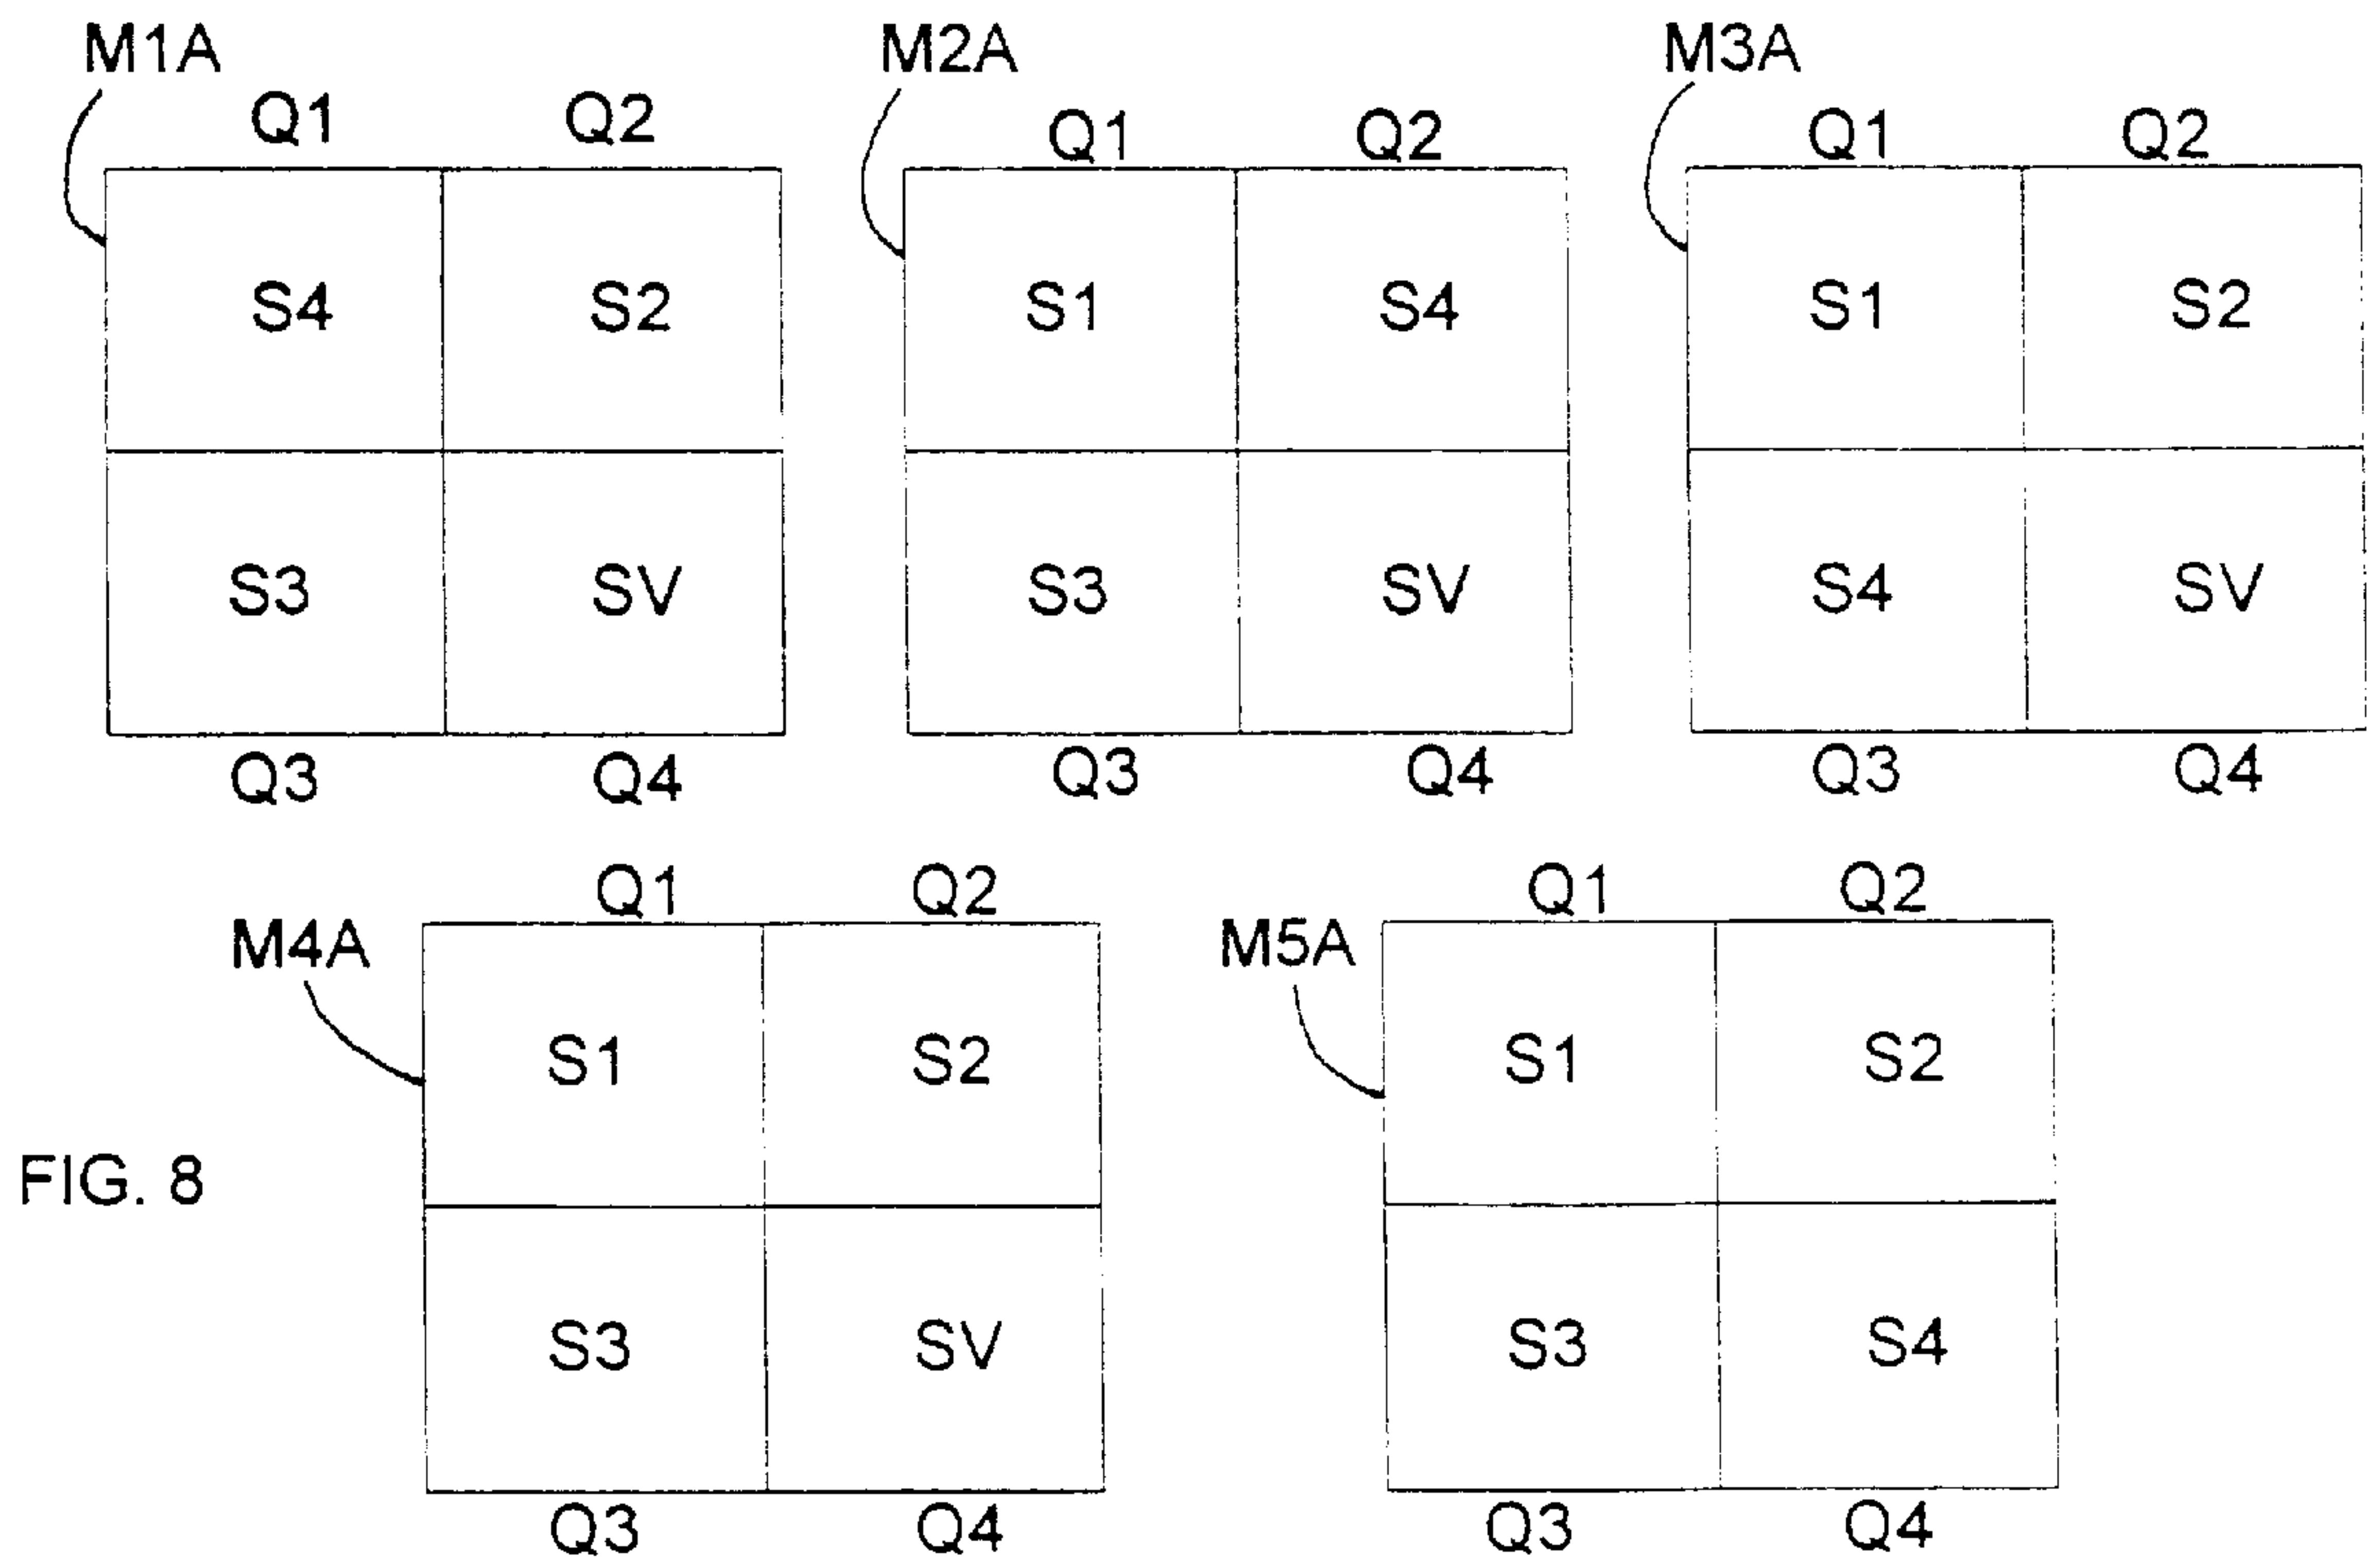 M1A M2A M3A
Q1 Q2 Q1 Q2 Q1 Q2
S4 S2 S1 S4 S1 S2
S3 SV S3 SV S4 SV
Q3 Q4 Q3 Q4 Q3 Q4
Q1 Q2 Q1 Q2
M4A M5A
S1 S2 S1 S2
FIG. 8
S3 SV S3 S4
Q3 Q4 Q3 Q4